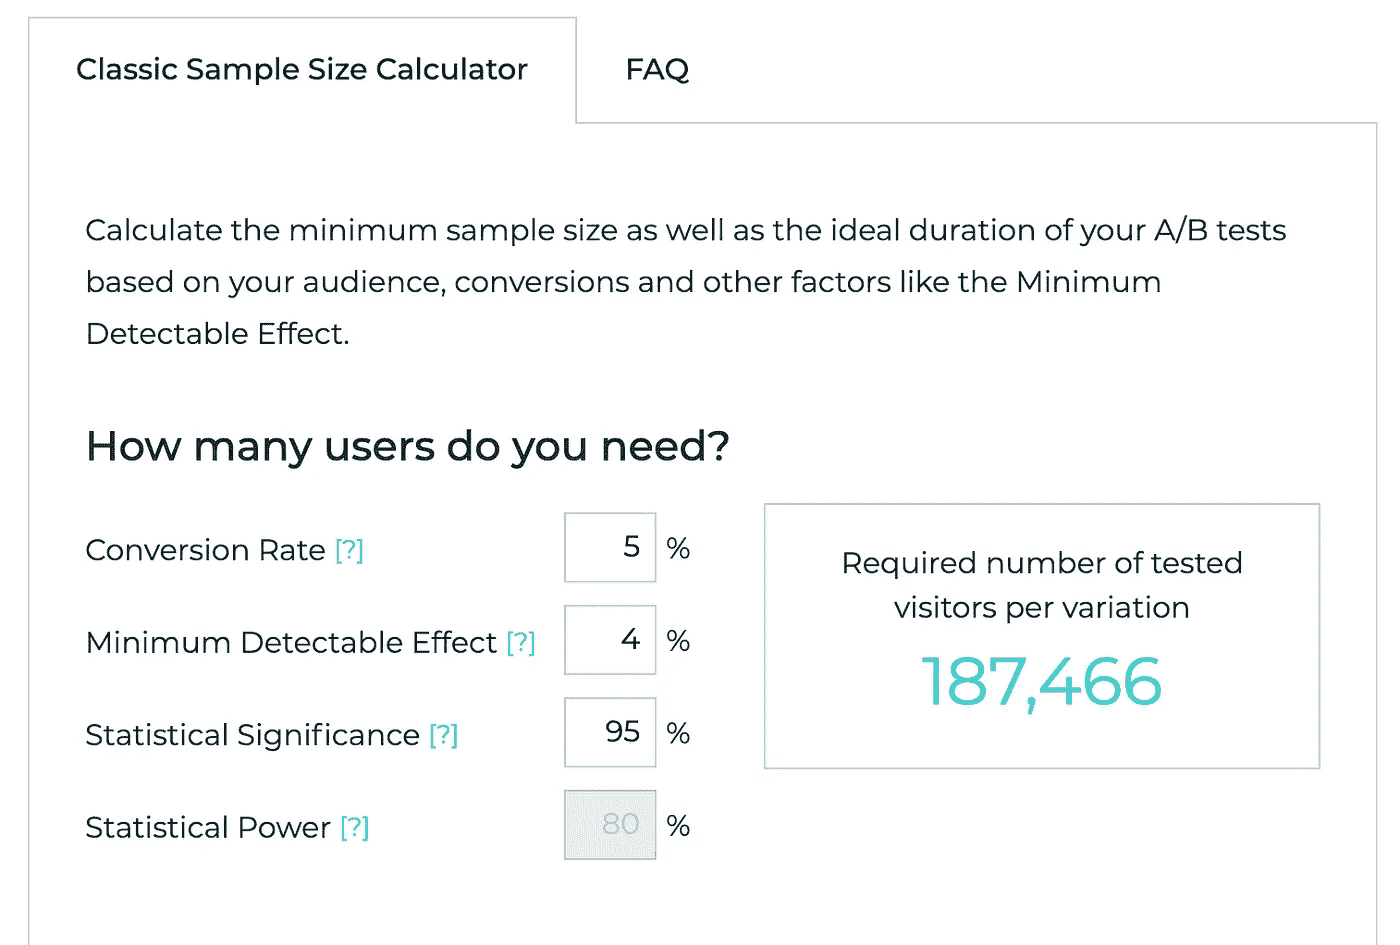 Classic Sample Size Calculator
FAQ
Calculate the minimum sample size as well as the ideal duration of your A/B tests
based on your audience, conversions and other factors like the Minimum
Detectable Effect.
How many users do you need?
Conversion Rate [?] 5 %
Minimum Detectable Effect [?] 4 %
Statistical Significance [?] 95 %
Statistical Power [?] 80 %
Required number of tested
visitors per variation
187,466